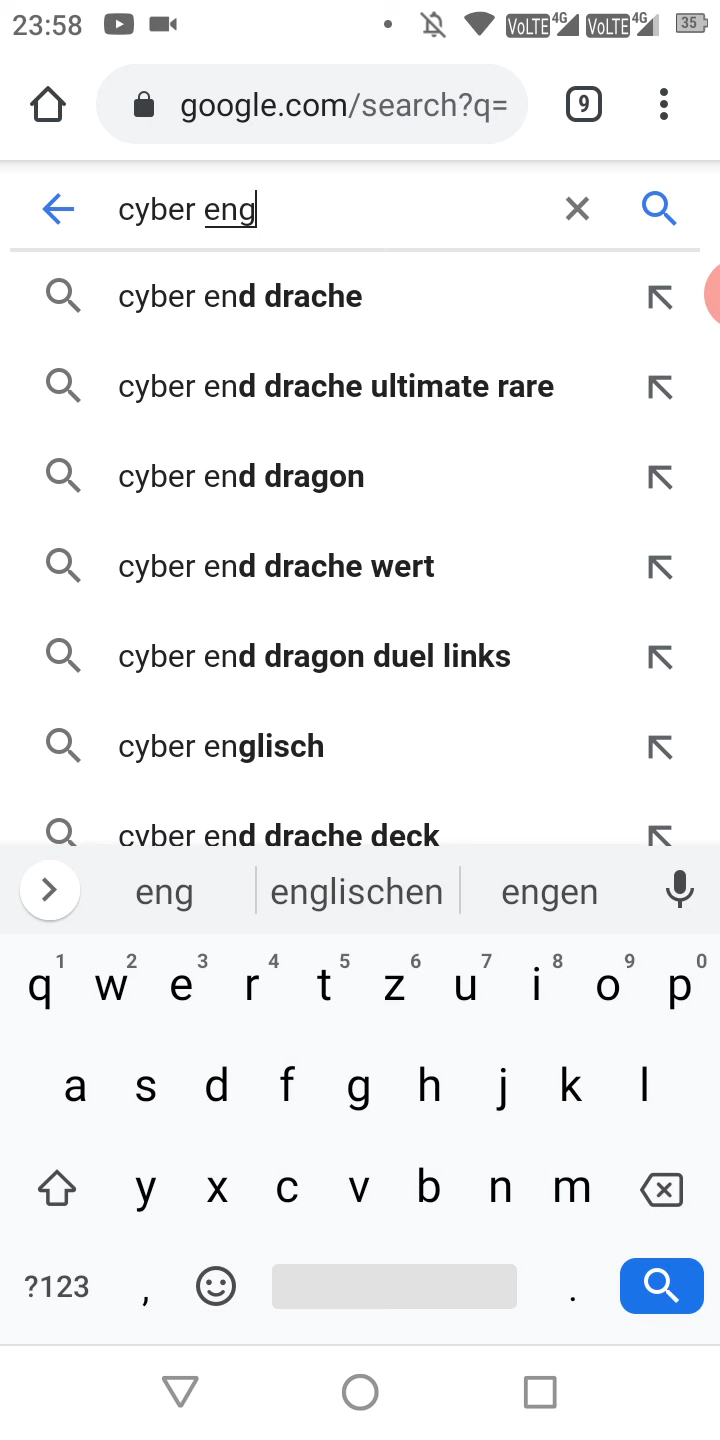 23:58 VoLTE 4G VoLTE 4G 35
google.com/search?q= 9
cyber eng
cyber end drache
cyber end drache ultimate rare
cyber end dragon
cyber end drache wert
cyber end dragon duel links
cyber englisch
cyber end drache deck
eng englischen engen
1 2 3 4 5 6 7 8 9 0
q w e r t z u i o p
a s d f g h j k l
y x c v b n m
?123 , .